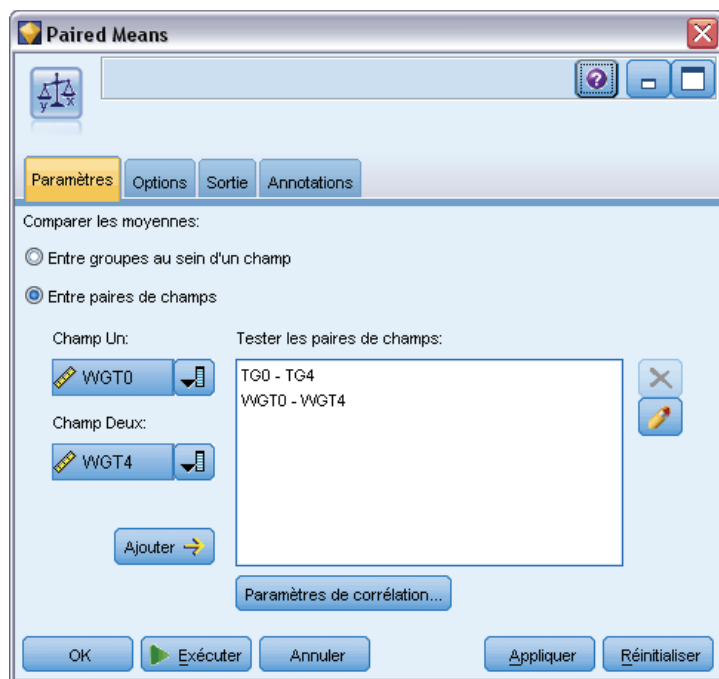 Paired Means
y x
Paramètres Options Sortie Annotations
Comparer les moyennes:
Entre groupes au sein d'un champ
Entre paires de champs
Champ Un:
WGT0
Champ Deux:
WGT4
Ajouter
Tester les paires de champs:
TG0 - TG4
WGT0 - WGT4
Paramètres de corrélation...
OK Exécuter Annuler Appliquer Réinitialiser